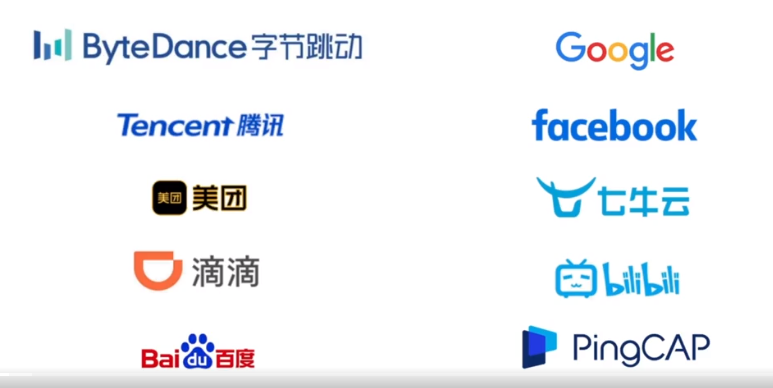 ByteDance字节跳动
Google
Tencent腾讯
facebook
美团 美团
七牛云
滴滴
bilibili
Baidu百度
PingCAP